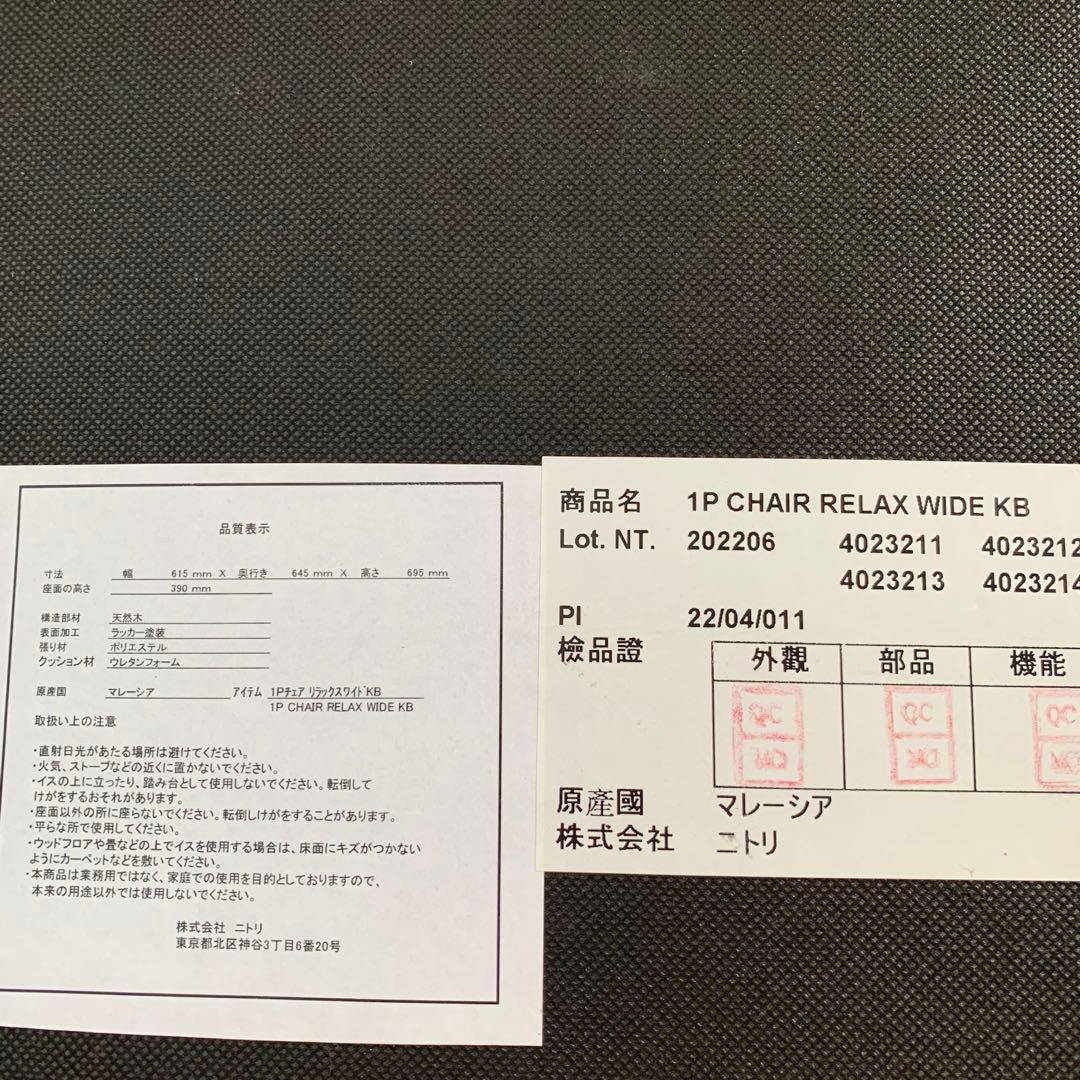 品質表示
寸法 幅 615 mm X 奥行き 645 mm X 高さ 695 mm
座面の高さ 390 mm
構造部材 天然木
表面加工 ラッカー塗装
張り材 ポリエステル
クッション材 ウレタンフォーム
原産国 マレーシア アイテム 1Pチェア リラックスワイドKB
1P CHAIR RELAX WIDE KB
取扱い上の注意
・直射日光があたる場所は避けてください。
・火気、ストーブなどの近くに置かないでください。
・イスの上に立ったり、踏み台として使用しないでください。転倒して
けがをするおそれがあります。
・座面以外の所に座らないでください。転倒しけがをすることがあります。
・平らな所で使用してください。
・ウッドフロアや畳などの上でイスを使用する場合は、床面にキズがつかない
ようにカーペットなどを敷いてください。
・本商品は業務用ではなく、家庭での使用を目的としておりますので、
本来の用途以外では使用しないでください。
株式会社 ニトリ
東京都北区神谷3丁目6番20号
商品名 1P CHAIR RELAX WIDE KB
Lot. NT. 202206 4023211 4023212
4023213 4023214
PI 22/04/011
檢品證 外觀 部品 機能
QC QC QC
原產國 マレーシア
株式会社 ニトリ